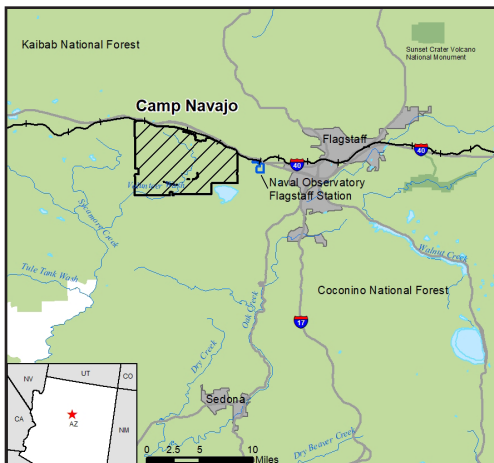 Kaibab National Forest
Sunset Crater Volcano
National Monument
Camp Navajo
Flagstaff
40
40
Naval Observatory
Flagstaff Station
Volunteer Wash
Sycamore Creek
Walnut Creek
Tule Tank Wash
Coconino National Forest
Oak Creek
17
Dry Creek
Sedona
Dry Beaver Creek
NV
UT
CO
CA
AZ
NM
0 2.5 5 10
Miles